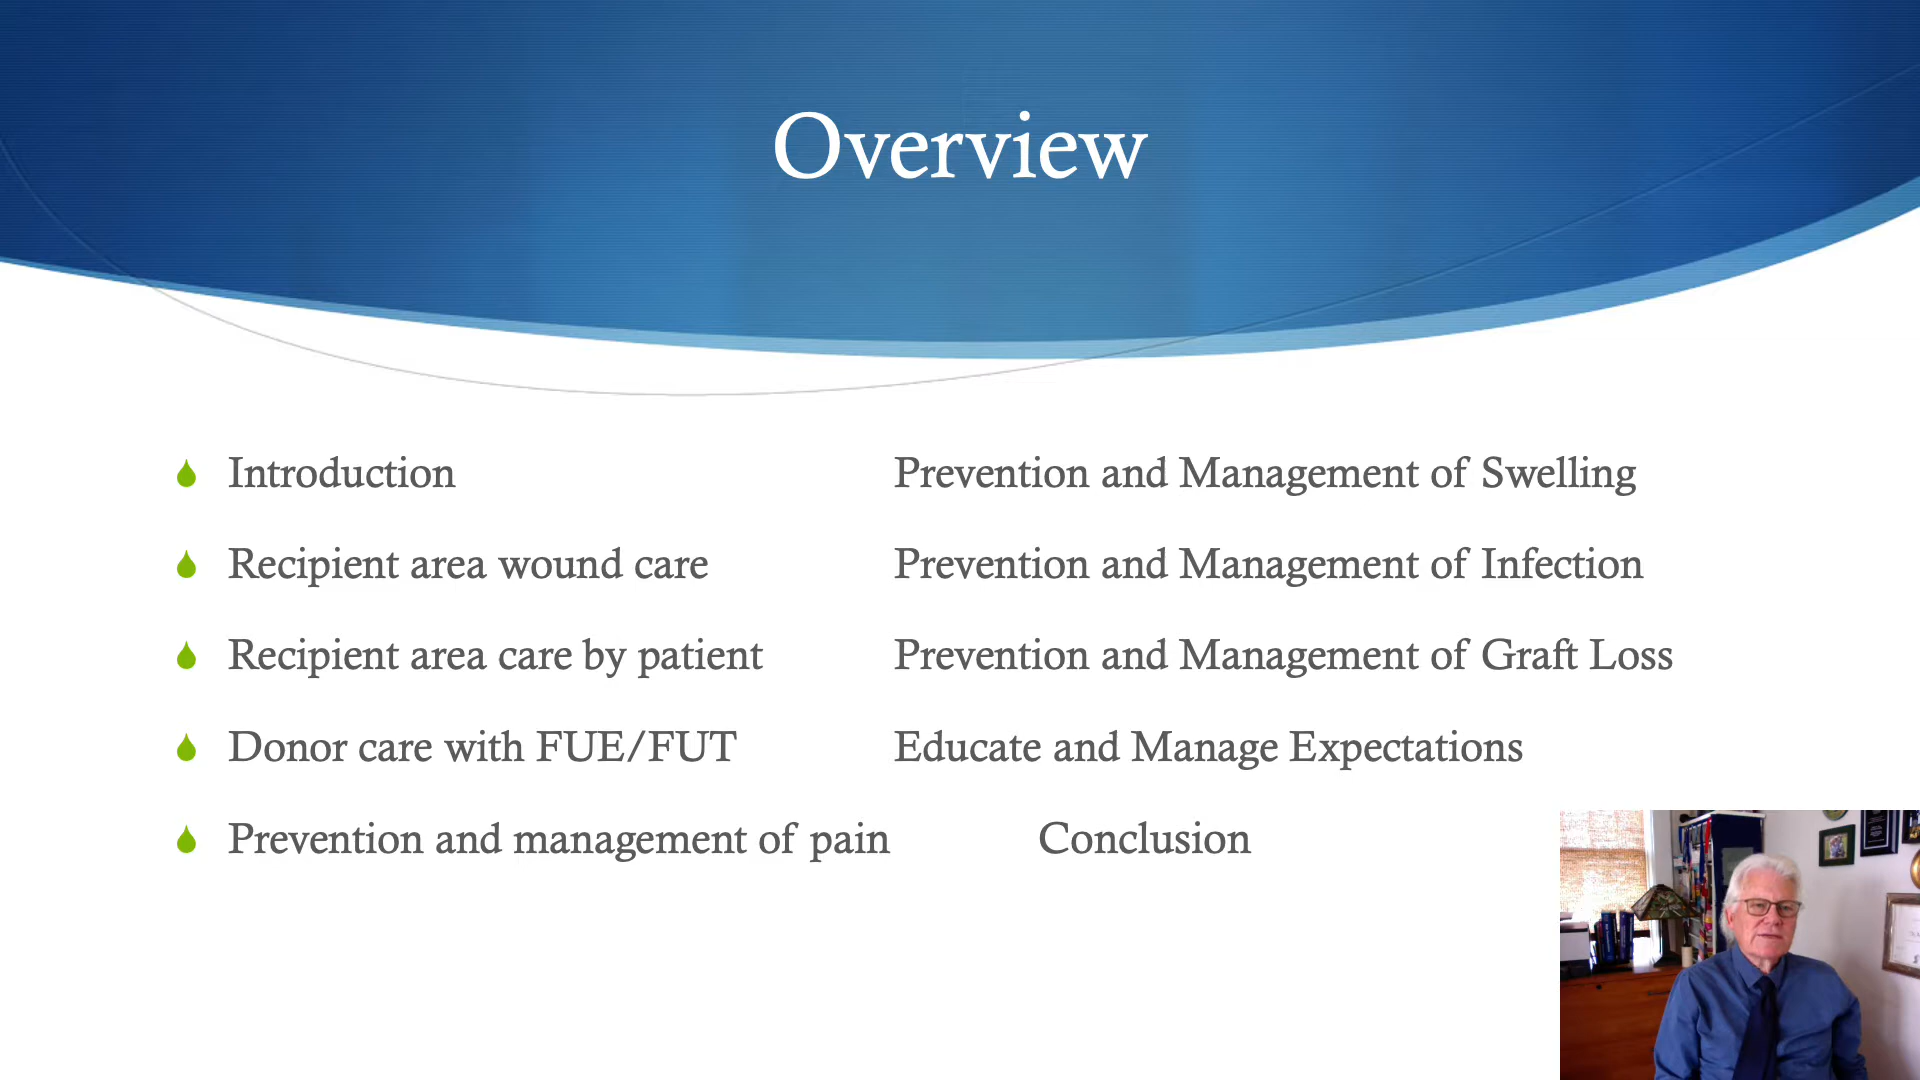 Overview
Introduction Prevention and Management of Swelling
Recipient area wound care Prevention and Management of Infection
Recipient area care by patient Prevention and Management of Graft Loss
Donor care with FUE/FUT Educate and Manage Expectations
Prevention and management of pain Conclusion